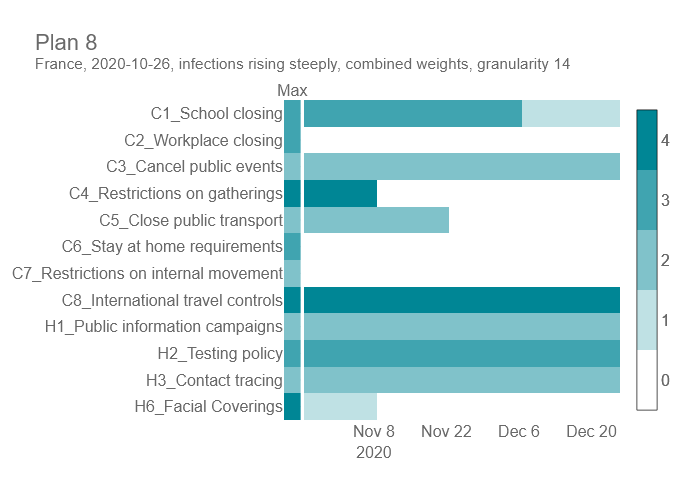 Plan 8
France, 2020-10-26, infections rising steeply, combined weights, granularity 14
Max
C1_School closing
C2_Workplace closing
C3_Cancel public events
C4_Restrictions on gatherings
C5_Close public transport
C6_Stay at home requirements
C7_Restrictions on internal movement
C8_International travel controls
H1_Public information campaigns
H2_Testing policy
H3_Contact tracing
H6_Facial Coverings
Nov 8 Nov 22 Dec 6 Dec 20
2020
4
3
2
1
0